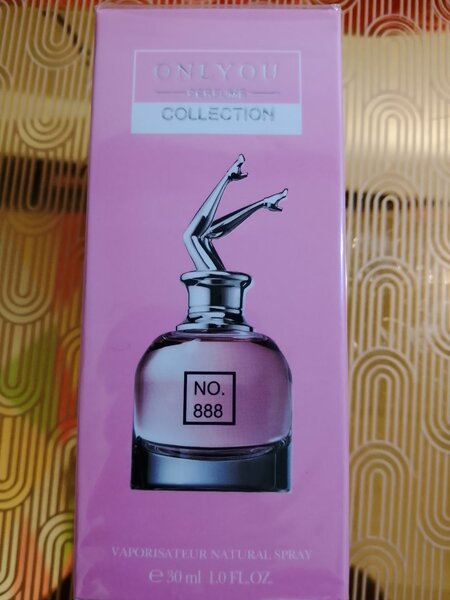 ONLYOU
PERFUME
COLLECTION
NO.
888
VAPORISATEUR NATURAL SPRAY
℮ 30 ml 1.0 FL.OZ.